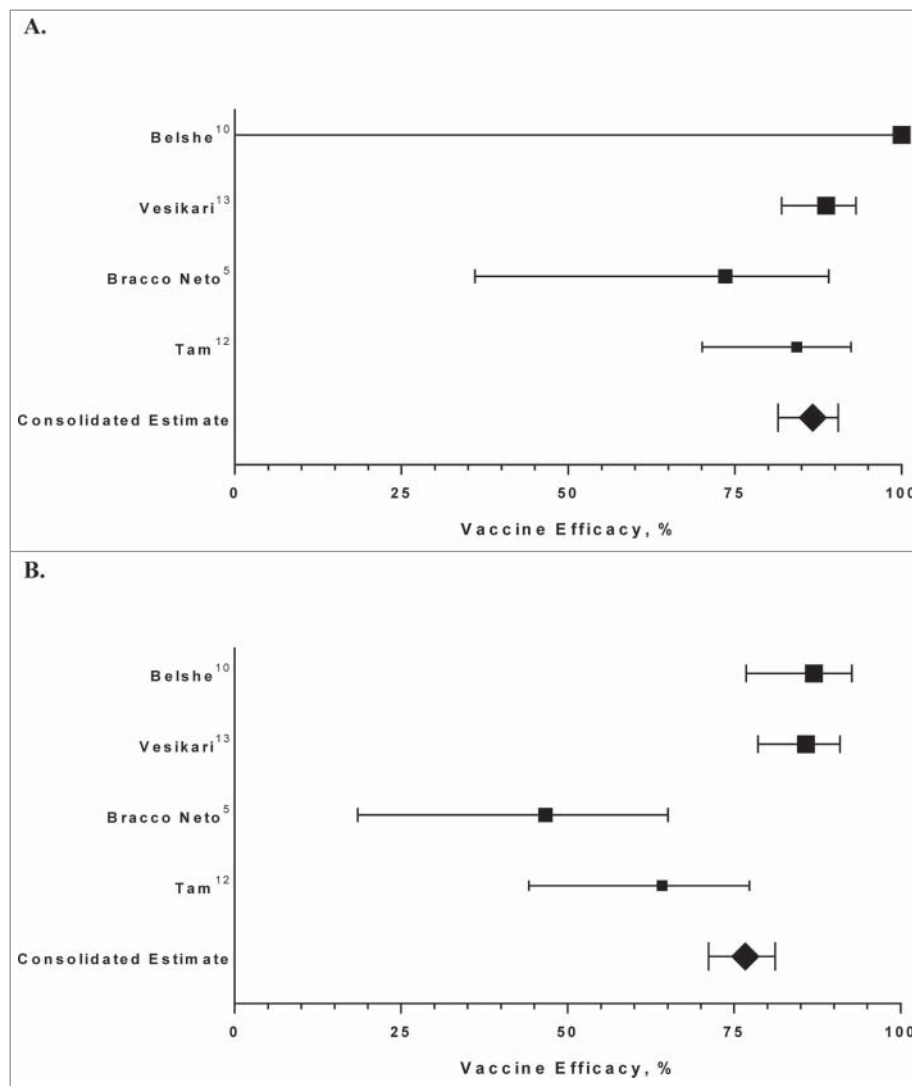 A.
Belshe10
Vesikari13
Bracco Neto5
Tam12
Consolidated Estimate
0 25 50 75 100
Vaccine Efficacy, %
B.
Belshe10
Vesikari13
Bracco Neto5
Tam12
Consolidated Estimate
0 25 50 75 100
Vaccine Efficacy, %